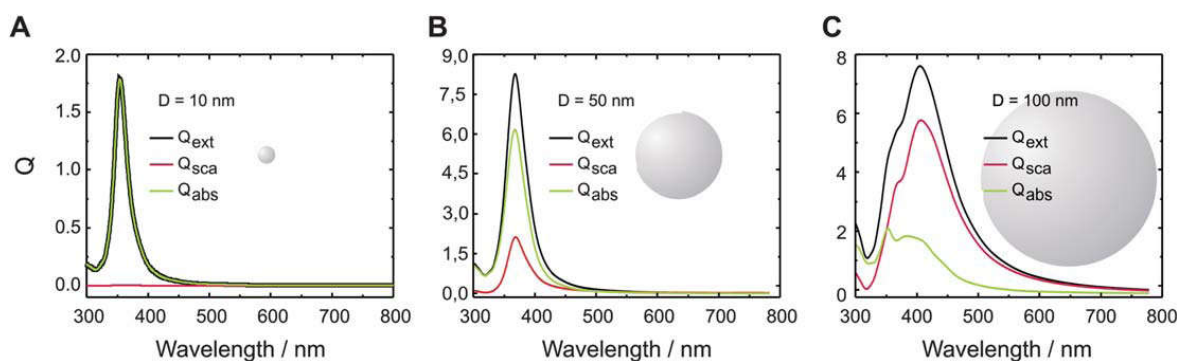 A
2.0
1.5
1.0
0.5
0.0
Q
D = 10 nm
Qext
Qsca
Qabs
300 400 500 600 700 800
Wavelength / nm
B
9,0
7,5
6.0
4,5
3.0
1.5
0,0
D = 50 nm
Qext
Qsca
Qabs
300 400 500 600 700 800
Wavelength / nm
C
8
6
4
2
0
D = 100 nm
Qext
Qsca
Qabs
300 400 500 600 700 800
Wavelength / nm